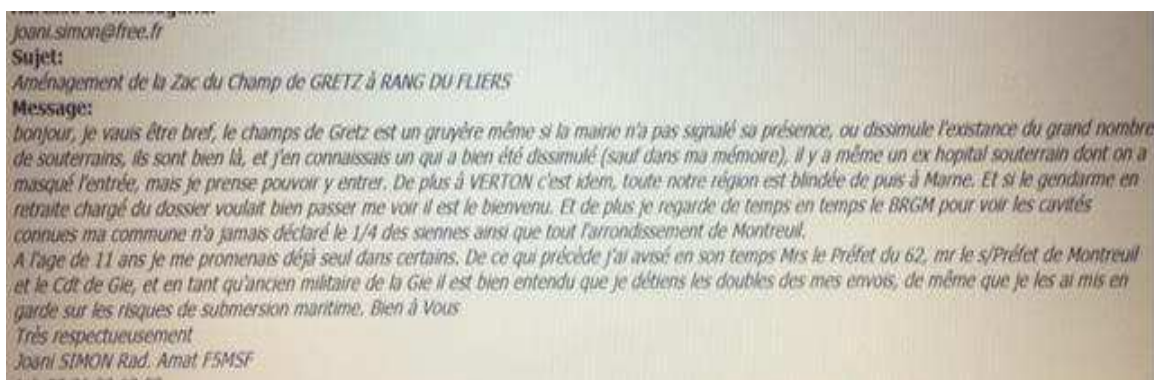 joani.simon@free.fr
Sujet:
Aménagement de la Zac du Champ de GRETZ à RANG DU FLIERS
Message:
bonjour, je vauis être bref, le champs de Gretz est un gruyère même si la mairie n'a pas signalé sa présence, ou dissimule l'existance du grand nombre
de souterrains, ils sont bien là, et j'en connaissais un qui a bien été dissimulé (sauf dans ma mémoire), il y a même un ex hopital souterrain dont on a
masqué l'entrée, mais je prense pouvoir y entrer. De plus à VERTON c'est idem, toute notre région est blindée de puis à Marne. Et si le gendarme en
retraite chargé du dossier voulait bien passer me voir il est le bienvenu. Et de plus je regarde de temps en temps le BRGM pour voir les cavités
connues ma commune n'a jamais déclaré le 1/4 des siennes ainsi que tout l'arrondissement de Montreuil.
A l'age de 11 ans je me promenais déjà seul dans certains. De ce qui précède j'ai avisé en son temps Mrs le Préfet du 62, mr le s/Préfet de Montreuil
et le Cdt de Gie, et en tant qu'ancien militaire de la Gie il est bien entendu que je détiens les doubles des mes envois, de même que je les ai mis en
garde sur les risques de submersion maritime. Bien à Vous
Très respectueusement
Joani SIMON Rad. Amat F5MSF